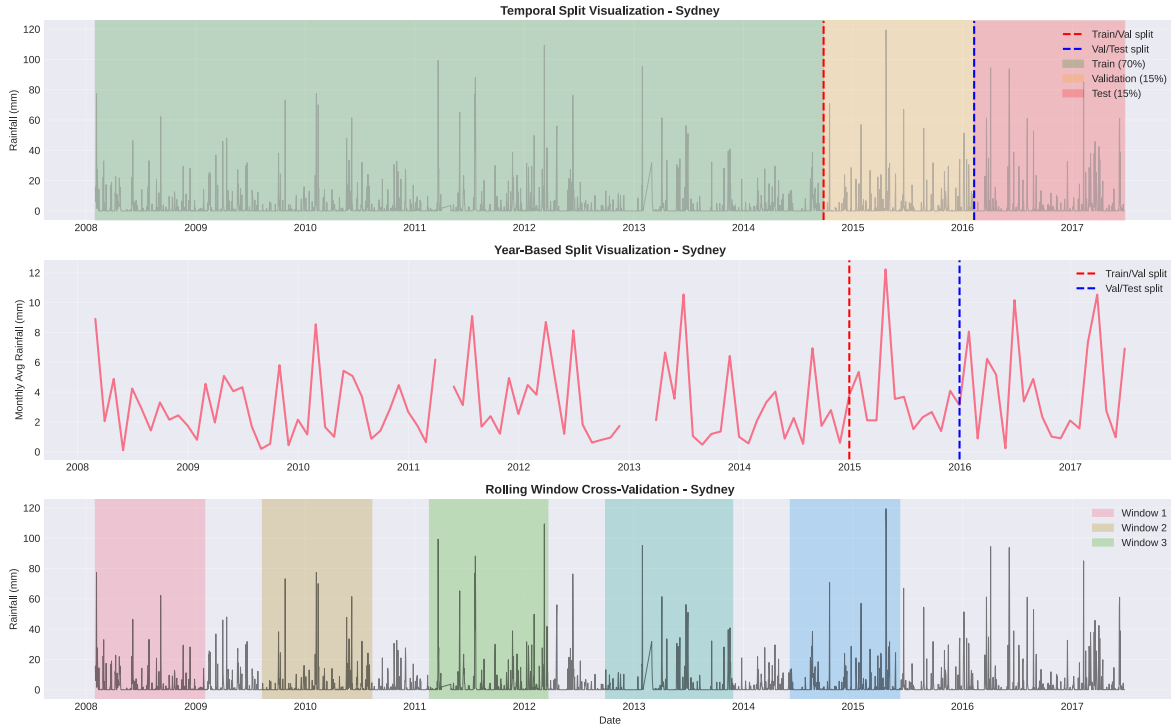 Temporal Split Visualization - Sydney
Rainfall (mm)
120
100
80
60
40
20
0
Train/Val split
Val/Test split
Train (70%)
Validation (15%)
Test (15%)
2008 2009 2010 2011 2012 2013 2014 2015 2016 2017
Year-Based Split Visualization - Sydney
Monthly Avg Rainfall (mm)
12
10
8
6
4
2
0
Train/Val split
Val/Test split
2008 2009 2010 2011 2012 2013 2014 2015 2016 2017
Rolling Window Cross-Validation - Sydney
Rainfall (mm)
120
100
80
60
40
20
0
Window 1
Window 2
Window 3
2008 2009 2010 2011 2012 2013 2014 2015 2016 2017
Date